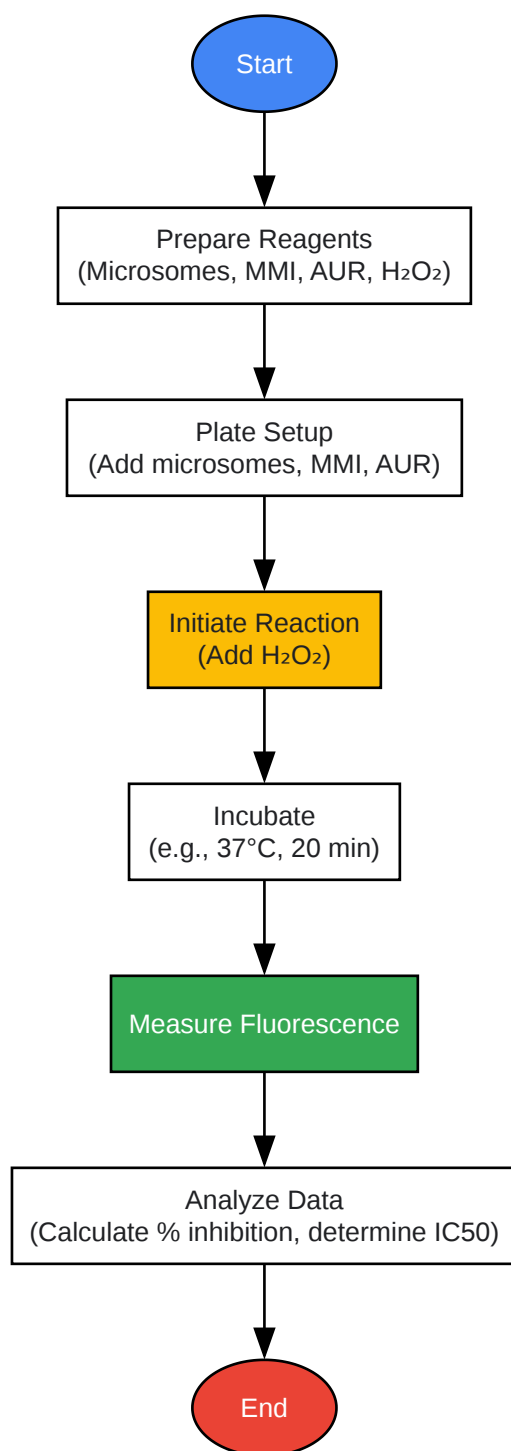 Start
Prepare Reagents
(Microsomes, MMI, AUR, H₂O₂)
Plate Setup
(Add microsomes, MMI, AUR)
Initiate Reaction
(Add H₂O₂)
Incubate
(e.g., 37°C, 20 min)
Measure Fluorescence
Analyze Data
(Calculate % inhibition, determine IC50)
End